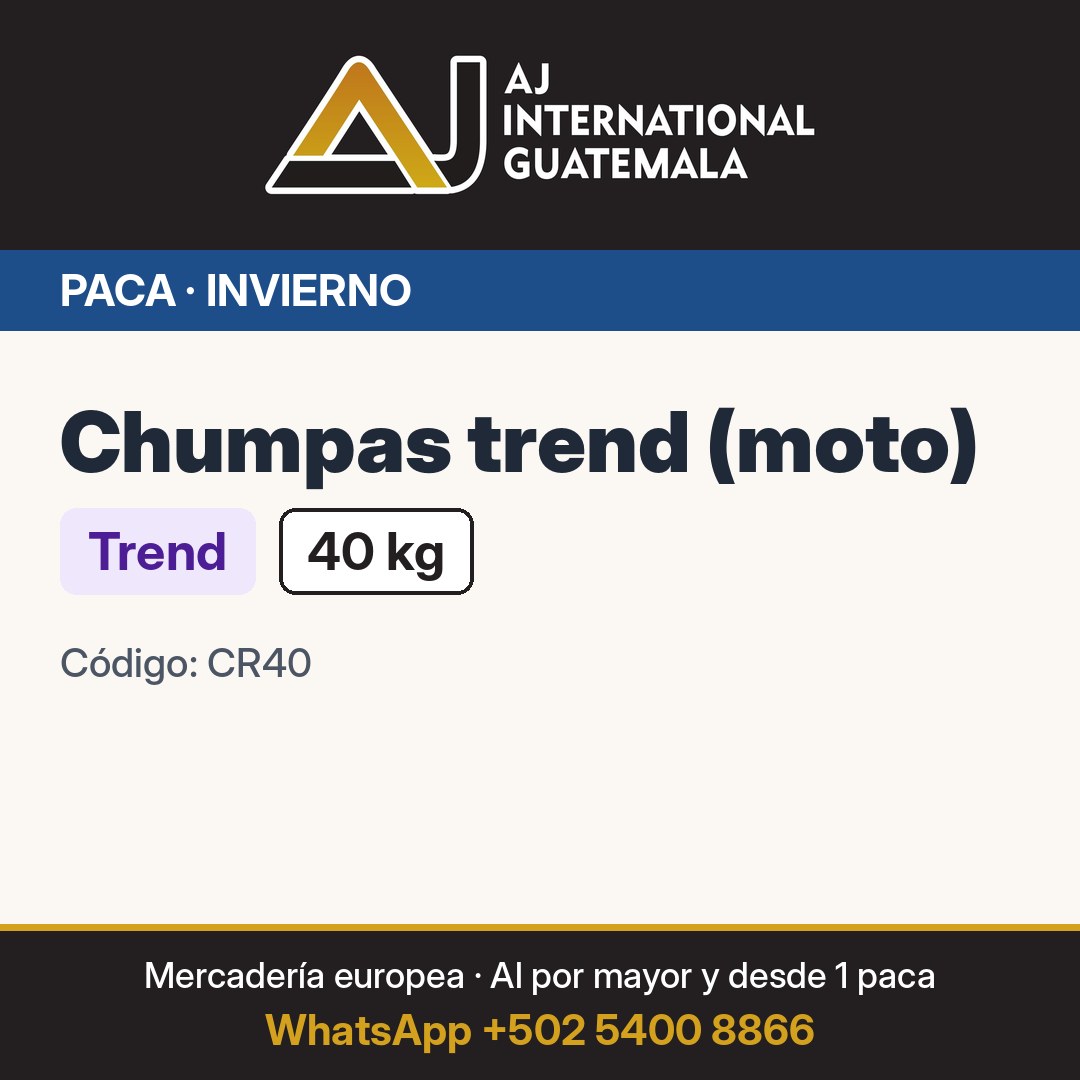 AJ
AJ
INTERNATIONAL
GUATEMALA
PACA · INVIERNO
Chumpas trend (moto)
Trend
40 kg
Código: CR40
Mercadería europea · Al por mayor y desde 1 paca
WhatsApp +502 5400 8866